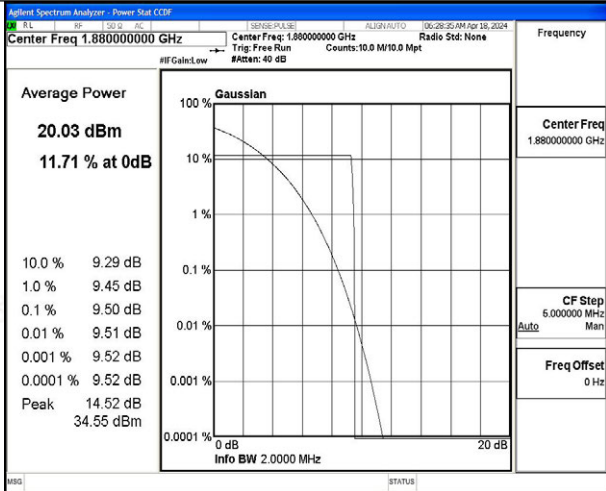 Agilent Spectrum Analyzer - Power Stat CCDF
RL RF 50 Ω AC SENSE:PULSE ALIGN AUTO 06:28:35 AM Apr 18, 2024
Center Freq 1.880000000 GHz
Center Freq: 1.880000000 GHz Radio Std: None
Trig: Free Run Counts:10.0 M/10.0 Mpt
#IFGain:Low #Atten: 40 dB
Frequency
Average Power
20.03 dBm
11.71 % at 0dB
10.0 % 9.29 dB
1.0 % 9.45 dB
0.1 % 9.50 dB
0.01 % 9.51 dB
0.001 % 9.52 dB
0.0001 % 9.52 dB
Peak 14.52 dB
34.55 dBm
Gaussian
100 %
10 %
1 %
0.1 %
0.01 %
0.001 %
0.0001 %
0 dB 20 dB
Info BW 2.0000 MHz
Center Freq
1.880000000 GHz
CF Step
5.000000 MHz
Auto Man
Freq Offset
0 Hz
MSG STATUS